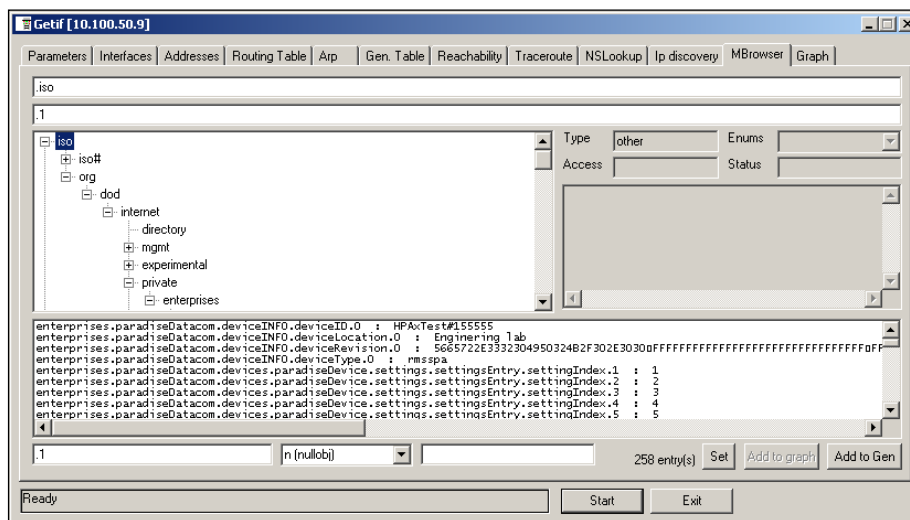 Getif [10.100.50.9]
Parameters Interfaces Addresses Routing Table Arp Gen. Table Reachability Traceroute NSLookup Ip discovery MBrowser Graph
.iso
.1
iso
iso#
org
dod
internet
directory
mgmt
experimental
private
enterprises
Type other Enums
Access Status
enterprises.paradiseDatacom.deviceINFO.deviceID.0 : HPAxTest#155555
enterprises.paradiseDatacom.deviceINFO.deviceLocation.0 : Enginering lab
enterprises.paradiseDatacom.deviceINFO.deviceRevision.0 :
enterprises.paradiseDatacom.deviceINFO.deviceType.0 : rmsspa
enterprises.paradiseDatacom.devices.paradiseDevice.settings.settingsEntry.settingIndex.1 : 1
enterprises.paradiseDatacom.devices.paradiseDevice.settings.settingsEntry.settingIndex.2 : 2
enterprises.paradiseDatacom.devices.paradiseDevice.settings.settingsEntry.settingIndex.3 : 3
enterprises.paradiseDatacom.devices.paradiseDevice.settings.settingsEntry.settingIndex.4 : 4
enterprises.paradiseDatacom.devices.paradiseDevice.settings.settingsEntry.settingIndex.5 : 5
.1 n (nullobj) 258 entry(s) Set Add to graph Add to Gen
Ready Start Exit